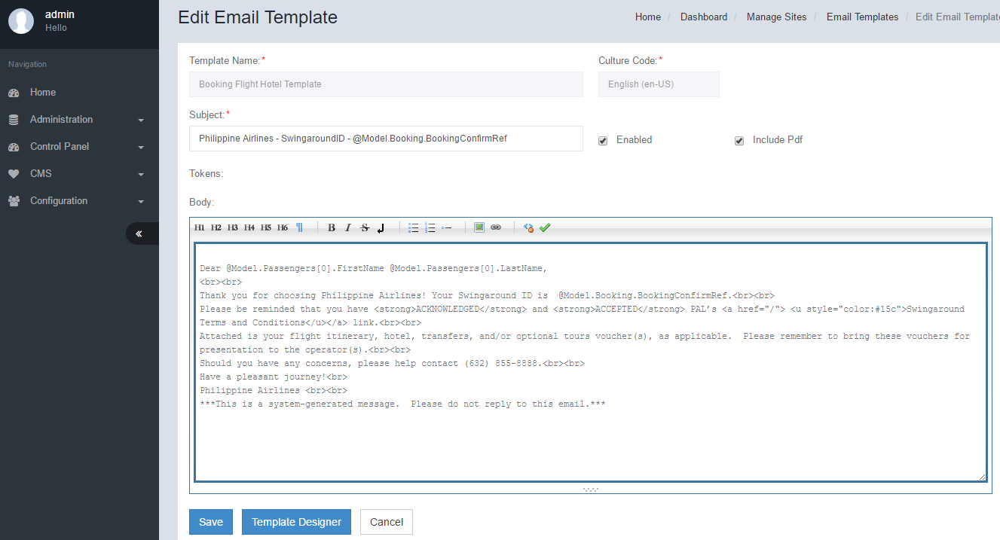 admin
Hello
Navigation
Home
Administration
Control Panel
CMS
Configuration
Edit Email Template
Home / Dashboard / Manage Sites / Email Templates / Edit Email Template
Template Name:*
Culture Code:*
Booking Flight Hotel Template
English (en-US)
Subject:*
Philippine Airlines - SwingaroundID - @Model.Booking.BookingConfirmRef
Enabled
Include Pdf
Tokens:
Body:
H1 H2 H3 H4 H5 H6 ¶ B I S
Dear @Model.Passengers[0].FirstName @Model.Passengers[0].LastName,
<br><br>
Thank you for choosing Philippine Airlines! Your Swingaround ID is  @Model.Booking.BookingConfirmRef.<br><br>
Please be reminded that you have <strong>ACKNOWLEDGED</strong> and <strong>ACCEPTED</strong> PAL’s <a href="/"> <u style="color:#15c">Swingaround
Terms and Conditions</u></a> link.<br><br>
Attached is your flight itinerary, hotel, transfers, and/or optional tours voucher(s), as applicable.  Please remember to bring these vouchers for
presentation to the operator(s).<br><br>
Should you have any concerns, please help contact (632) 855-8888.<br><br>
Have a pleasant journey!<br>
Philippine Airlines <br><br>
***This is a system-generated message.  Please do not reply to this email.***
Save
Template Designer
Cancel